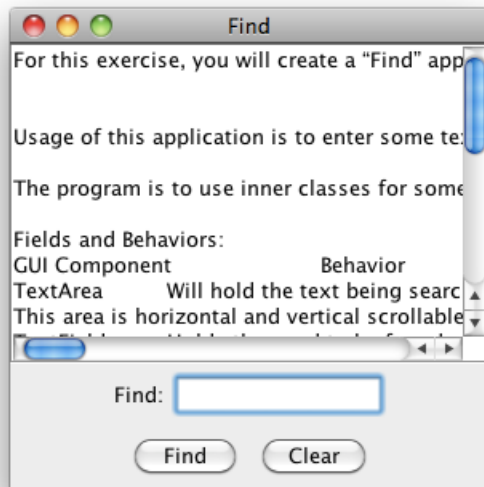 Find
For this exercise, you will create a “Find” app
Usage of this application is to enter some te
The program is to use inner classes for some
Fields and Behaviors:
GUI Component Behavior
TextArea Will hold the text being searc
This area is horizontal and vertical scrollable
Find:
Find Clear